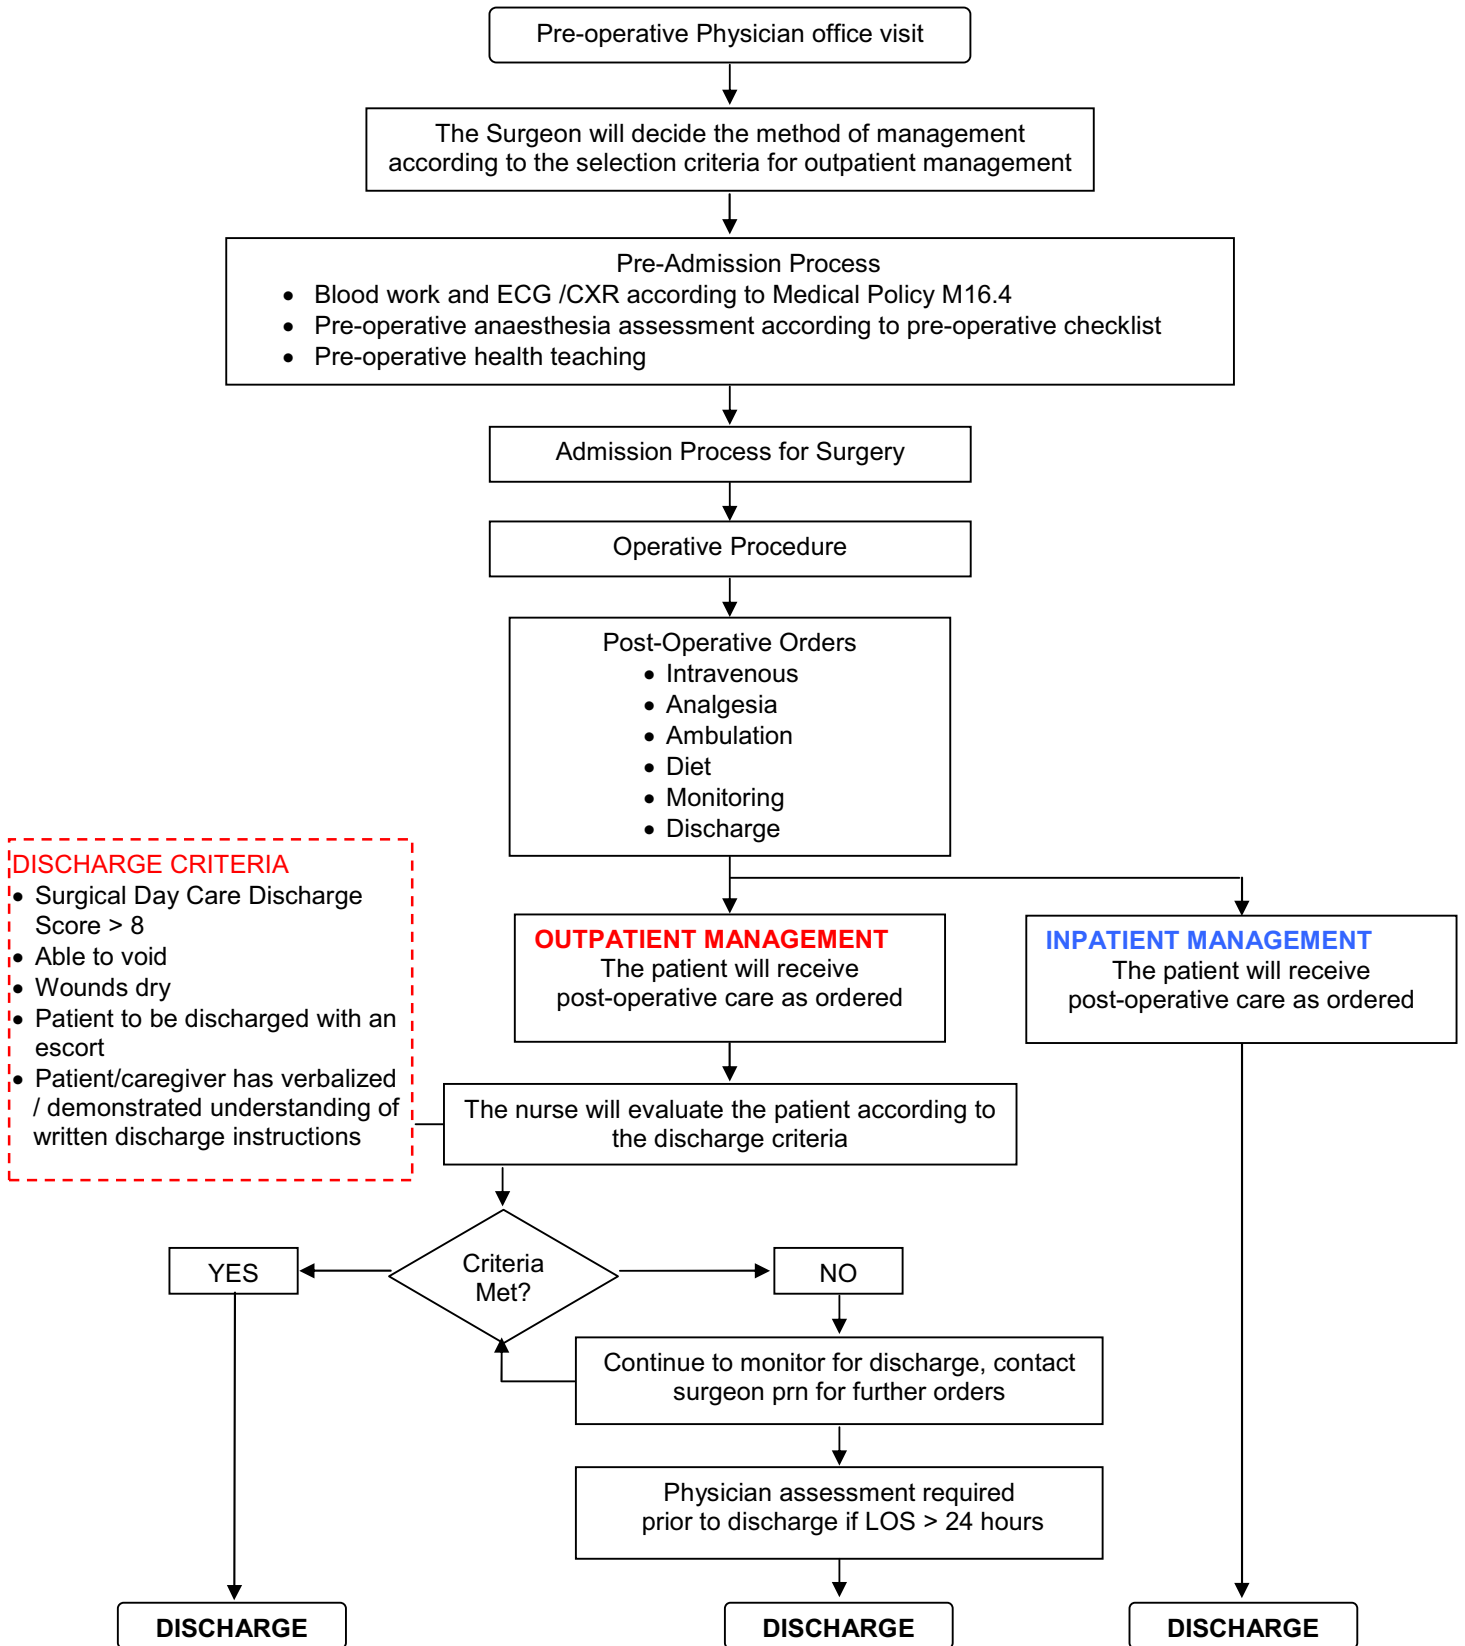 Pre-operative Physician office visit
The Surgeon will decide the method of management
according to the selection criteria for outpatient management
Pre-Admission Process
• Blood work and ECG /CXR according to Medical Policy M16.4
• Pre-operative anaesthesia assessment according to pre-operative checklist
• Pre-operative health teaching
Admission Process for Surgery
Operative Procedure
Post-Operative Orders
• Intravenous
• Analgesia
• Ambulation
• Diet
• Monitoring
• Discharge
DISCHARGE CRITERIA
• Surgical Day Care Discharge
Score > 8
• Able to void
• Wounds dry
• Patient to be discharged with an
escort
• Patient/caregiver has verbalized
/ demonstrated understanding of
written discharge instructions
OUTPATIENT MANAGEMENT
The patient will receive
post-operative care as ordered
INPATIENT MANAGEMENT
The patient will receive
post-operative care as ordered
The nurse will evaluate the patient according to
the discharge criteria
YES
Criteria
Met?
NO
Continue to monitor for discharge, contact
surgeon prn for further orders
Physician assessment required
prior to discharge if LOS > 24 hours
DISCHARGE
DISCHARGE
DISCHARGE